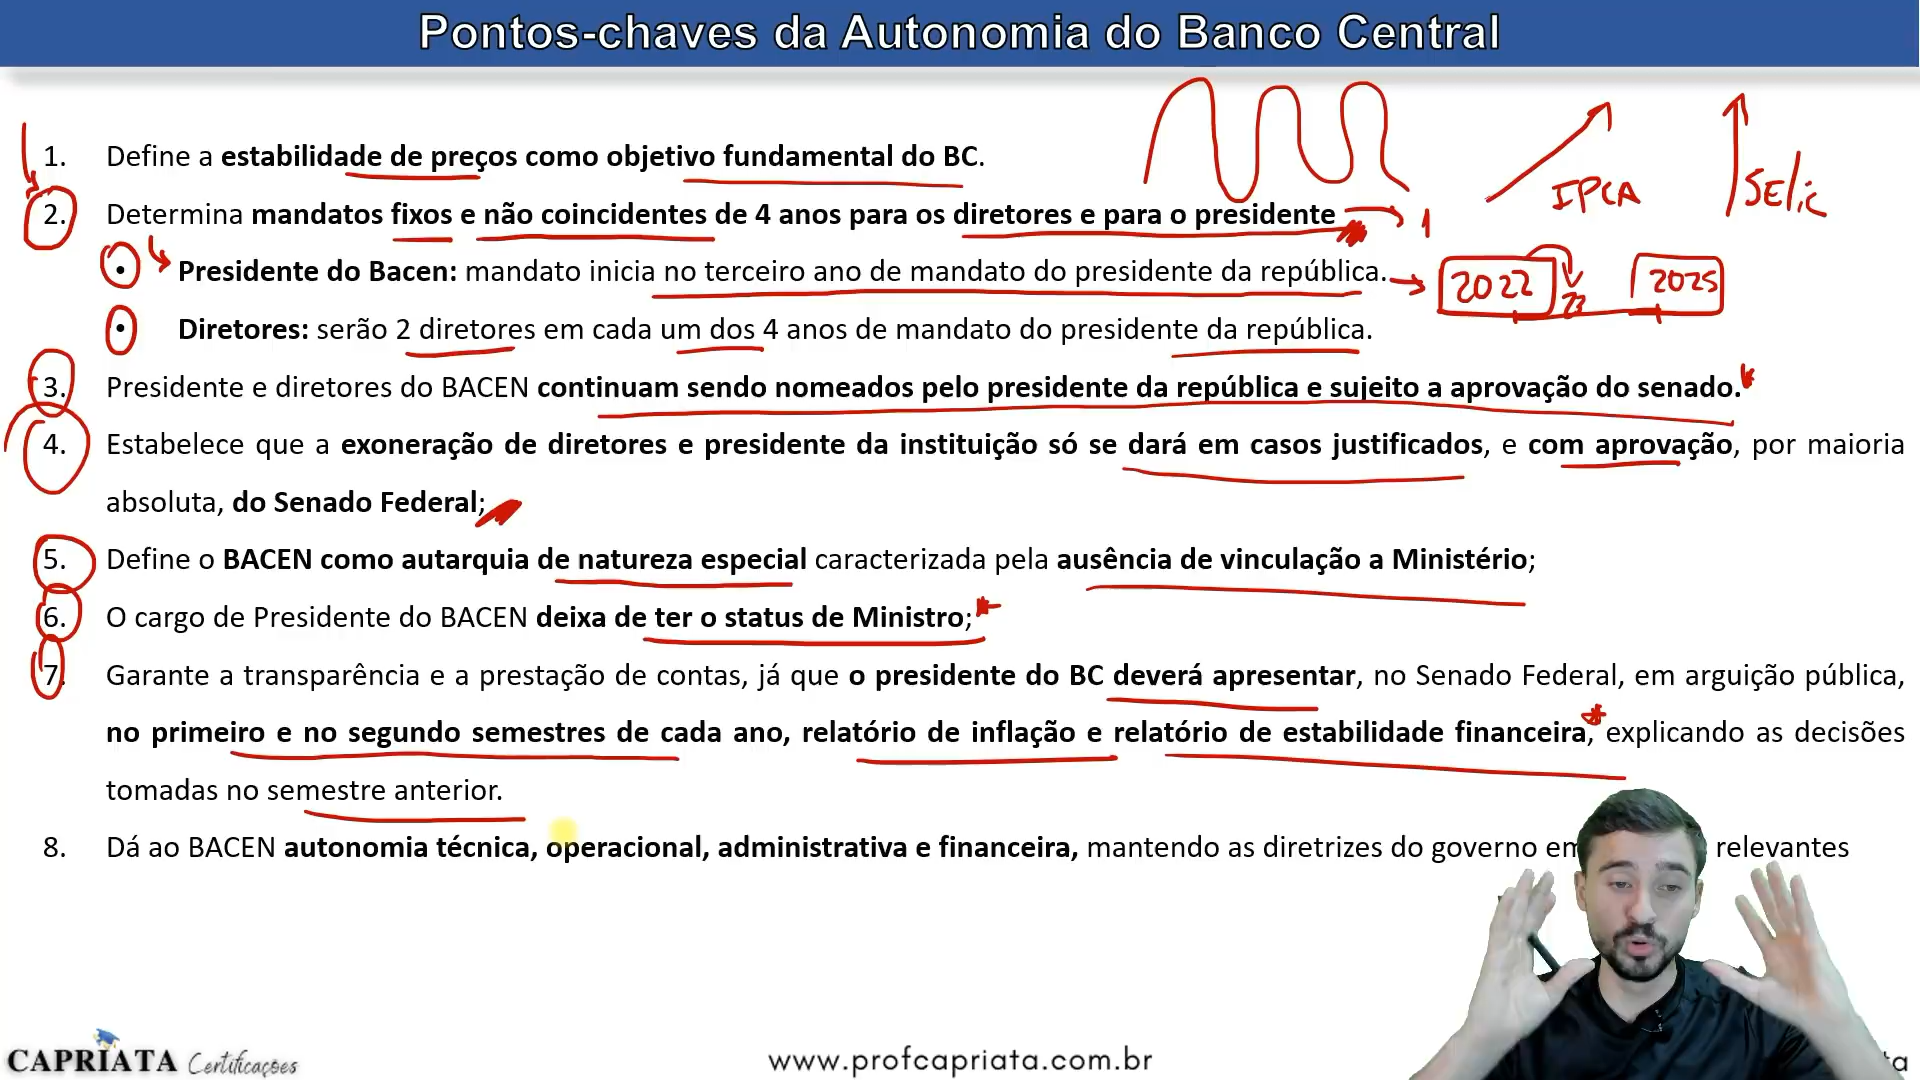 Pontos-chaves da Autonomia do Banco Central
1. Define a estabilidade de preços como objetivo fundamental do BC.
IPCA
SElic
2. Determina mandatos fixos e não coincidentes de 4 anos para os diretores e para o presidente
1
• Presidente do Bacen: mandato inicia no terceiro ano de mandato do presidente da república.
2022
2025
• Diretores: serão 2 diretores em cada um dos 4 anos de mandato do presidente da república.
3. Presidente e diretores do BACEN continuam sendo nomeados pelo presidente da república e sujeito a aprovação do senado.
4. Estabelece que a exoneração de diretores e presidente da instituição só se dará em casos justificados, e com aprovação, por maioria
absoluta, do Senado Federal;
5. Define o BACEN como autarquia de natureza especial caracterizada pela ausência de vinculação a Ministério;
6. O cargo de Presidente do BACEN deixa de ter o status de Ministro;
7. Garante a transparência e a prestação de contas, já que o presidente do BC deverá apresentar, no Senado Federal, em arguição pública,
no primeiro e no segundo semestres de cada ano, relatório de inflação e relatório de estabilidade financeira, explicando as decisões
tomadas no semestre anterior.
8. Dá ao BACEN autonomia técnica, operacional, administrativa e financeira, mantendo as diretrizes do governo em relevantes
CAPRIATA Certificações
www.profcapriata.com.br